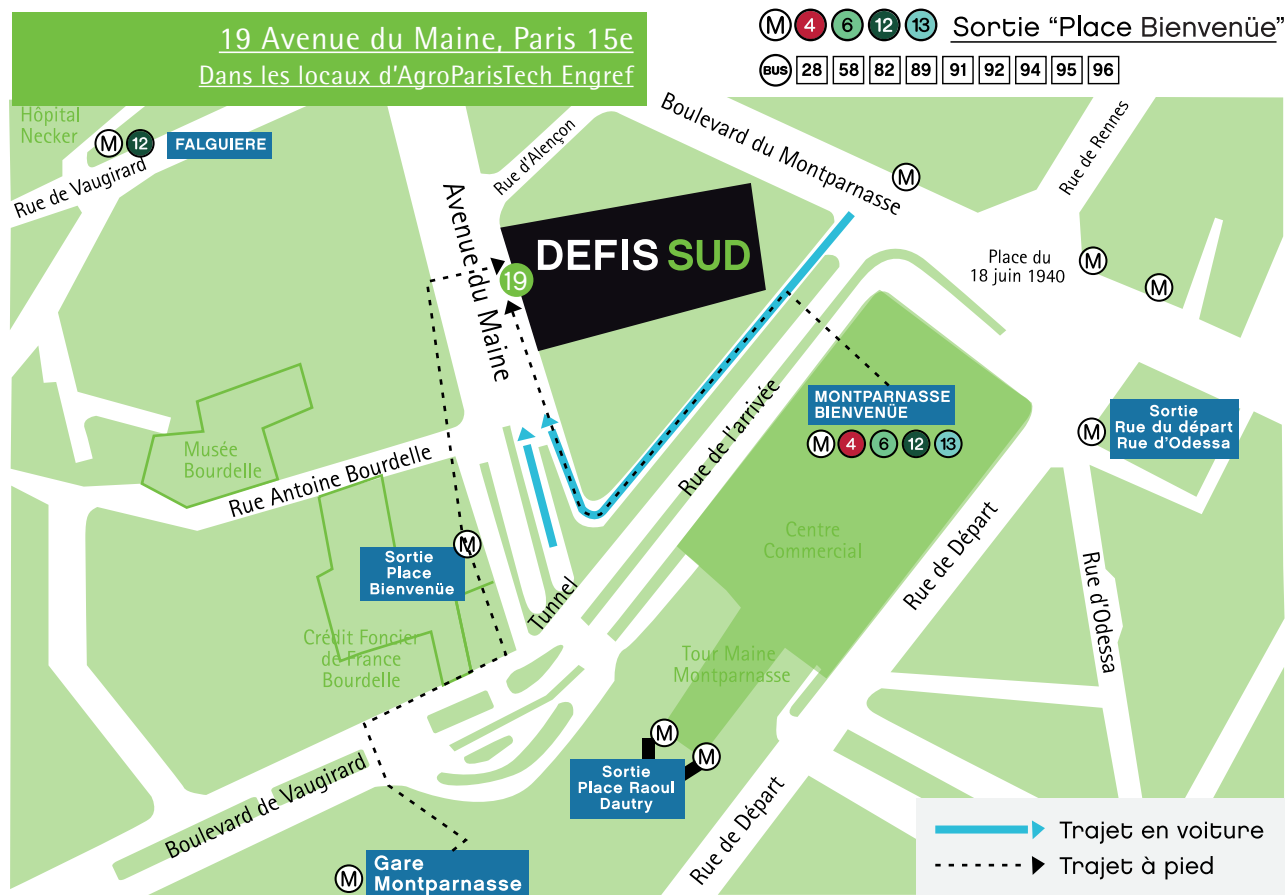 19 Avenue du Maine, Paris 15e
Dans les locaux d'AgroParisTech Engref
M 4 6 12 13 Sortie "Place Bienvenüe"
BUS 28 58 82 89 91 92 94 95 96
Hôpital
Necker
M 12 FALGUIERE
Rue de Vaugirard
Rue d'Alençon
Boulevard du Montparnasse
M
Rue de Rennes
Avenue du Maine
DEFIS SUD
19
Place du
18 juin 1940
M
M
MONTPARNASSE
BIENVENÜE
M 4 6 12 13
Rue de l'arrivée
Sortie
Rue du départ
Rue d'Odessa
M
Musée
Bourdelle
Rue Antoine Bourdelle
Centre
Commercial
M
Sortie
Place
Bienvenüe
Tunnel
Rue de Départ
Rue d'Odessa
Crédit Foncier
de France
Bourdelle
Tour Maine
Montparnasse
M
M
Sortie
Place Raoul
Dautry
Boulevard de Vaugirard
Rue de Départ
M
Gare
Montparnasse
Trajet en voiture
Trajet à pied